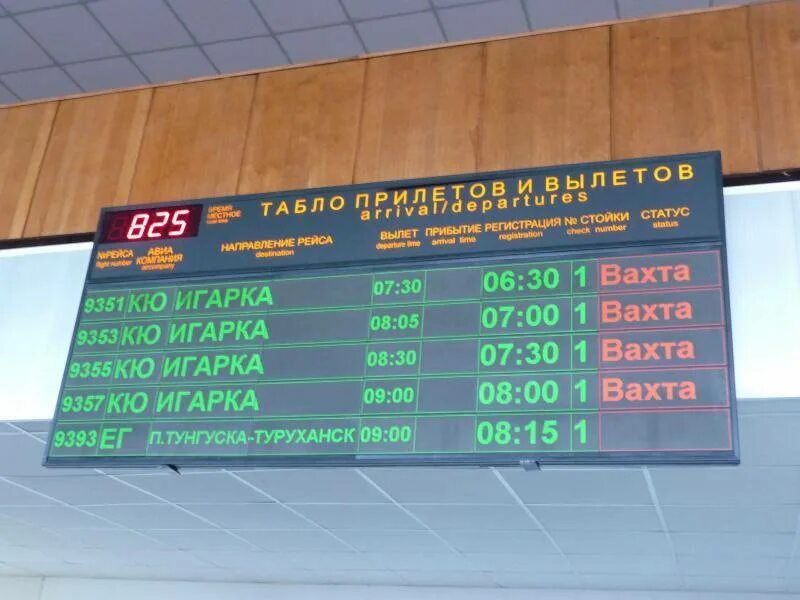 825 ВРЕМЯ МЕСТНОЕ local time
ТАБЛО ПРИЛЕТОВ И ВЫЛЕТОВ
arrival/departures
№РЕЙСА АВИА КОМПАНИЯ НАПРАВЛЕНИЕ РЕЙСА ВЫЛЕТ ПРИБЫТИЕ РЕГИСТРАЦИЯ № СТОЙКИ СТАТУС
flight number aircompany destination departure time arrival time registration check number status
9351 КЮ ИГАРКА 07:30 06:30 1 Вахта
9353 КЮ ИГАРКА 08:05 07:00 1 Вахта
9355 КЮ ИГАРКА 08:30 07:30 1 Вахта
9357 КЮ ИГАРКА 09:00 08:00 1 Вахта
9393 ЕГ П.ТУНГУСКА-ТУРУХАНСК 09:00 08:15 1